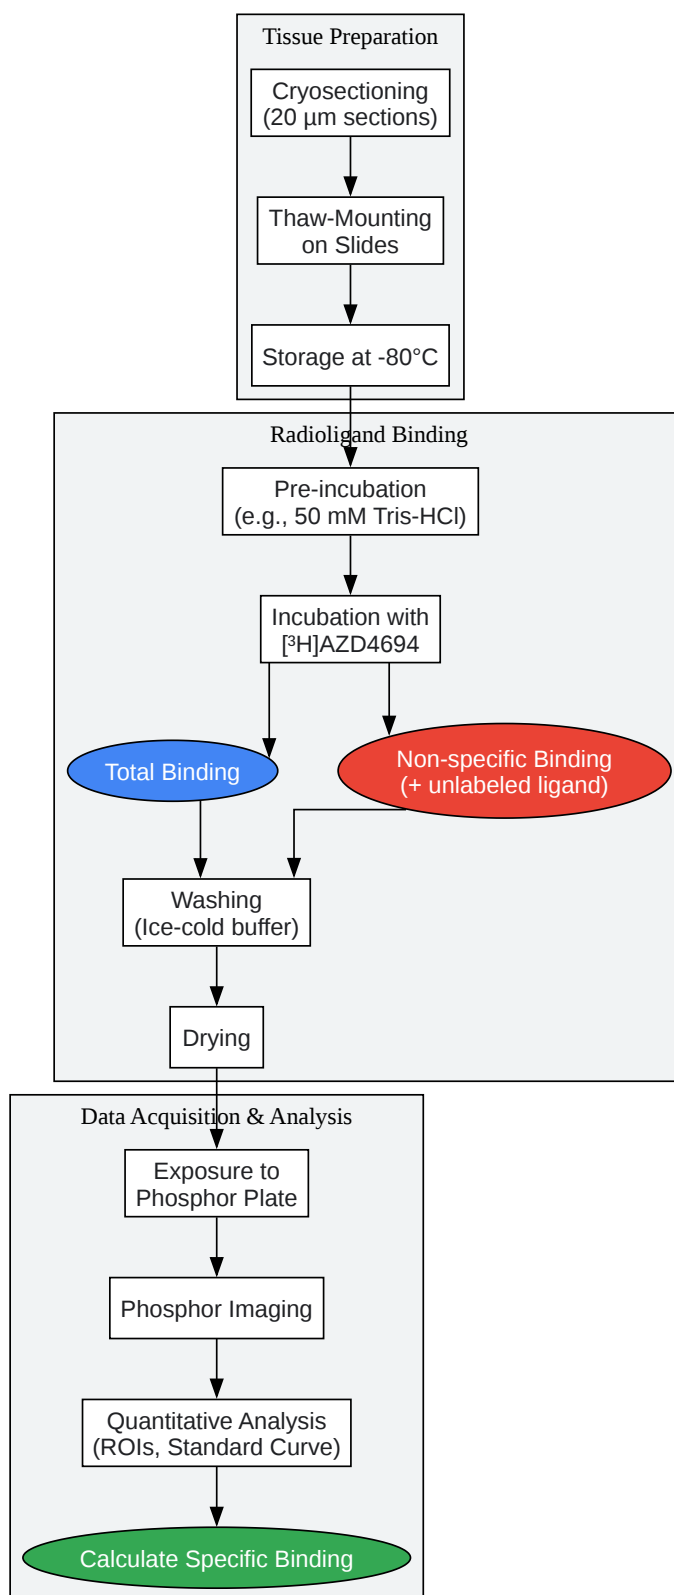 Tissue Preparation
Cryosectioning
(20 µm sections)
Thaw-Mounting
on Slides
Storage at -80°C
Radioligand Binding
Pre-incubation
(e.g., 50 mM Tris-HCl)
Incubation with
[³H]AZD4694
Total Binding
Non-specific Binding
(+ unlabeled ligand)
Washing
(Ice-cold buffer)
Drying
Data Acquisition & Analysis
Exposure to
Phosphor Plate
Phosphor Imaging
Quantitative Analysis
(ROIs, Standard Curve)
Calculate Specific Binding